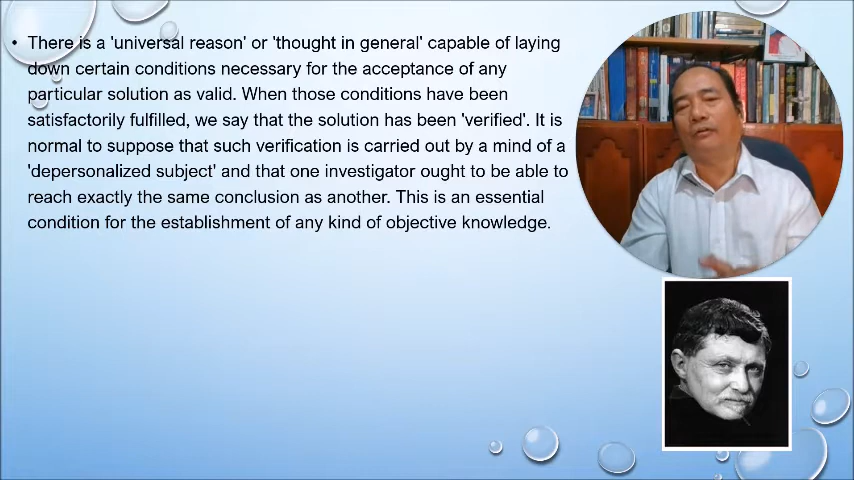 • There is a 'universal reason' or 'thought in general' capable of laying
down certain conditions necessary for the acceptance of any
particular solution as valid. When those conditions have been
satisfactorily fulfilled, we say that the solution has been 'verified'. It is
normal to suppose that such verification is carried out by a mind of a
'depersonalized subject' and that one investigator ought to be able to
reach exactly the same conclusion as another. This is an essential
condition for the establishment of any kind of objective knowledge.